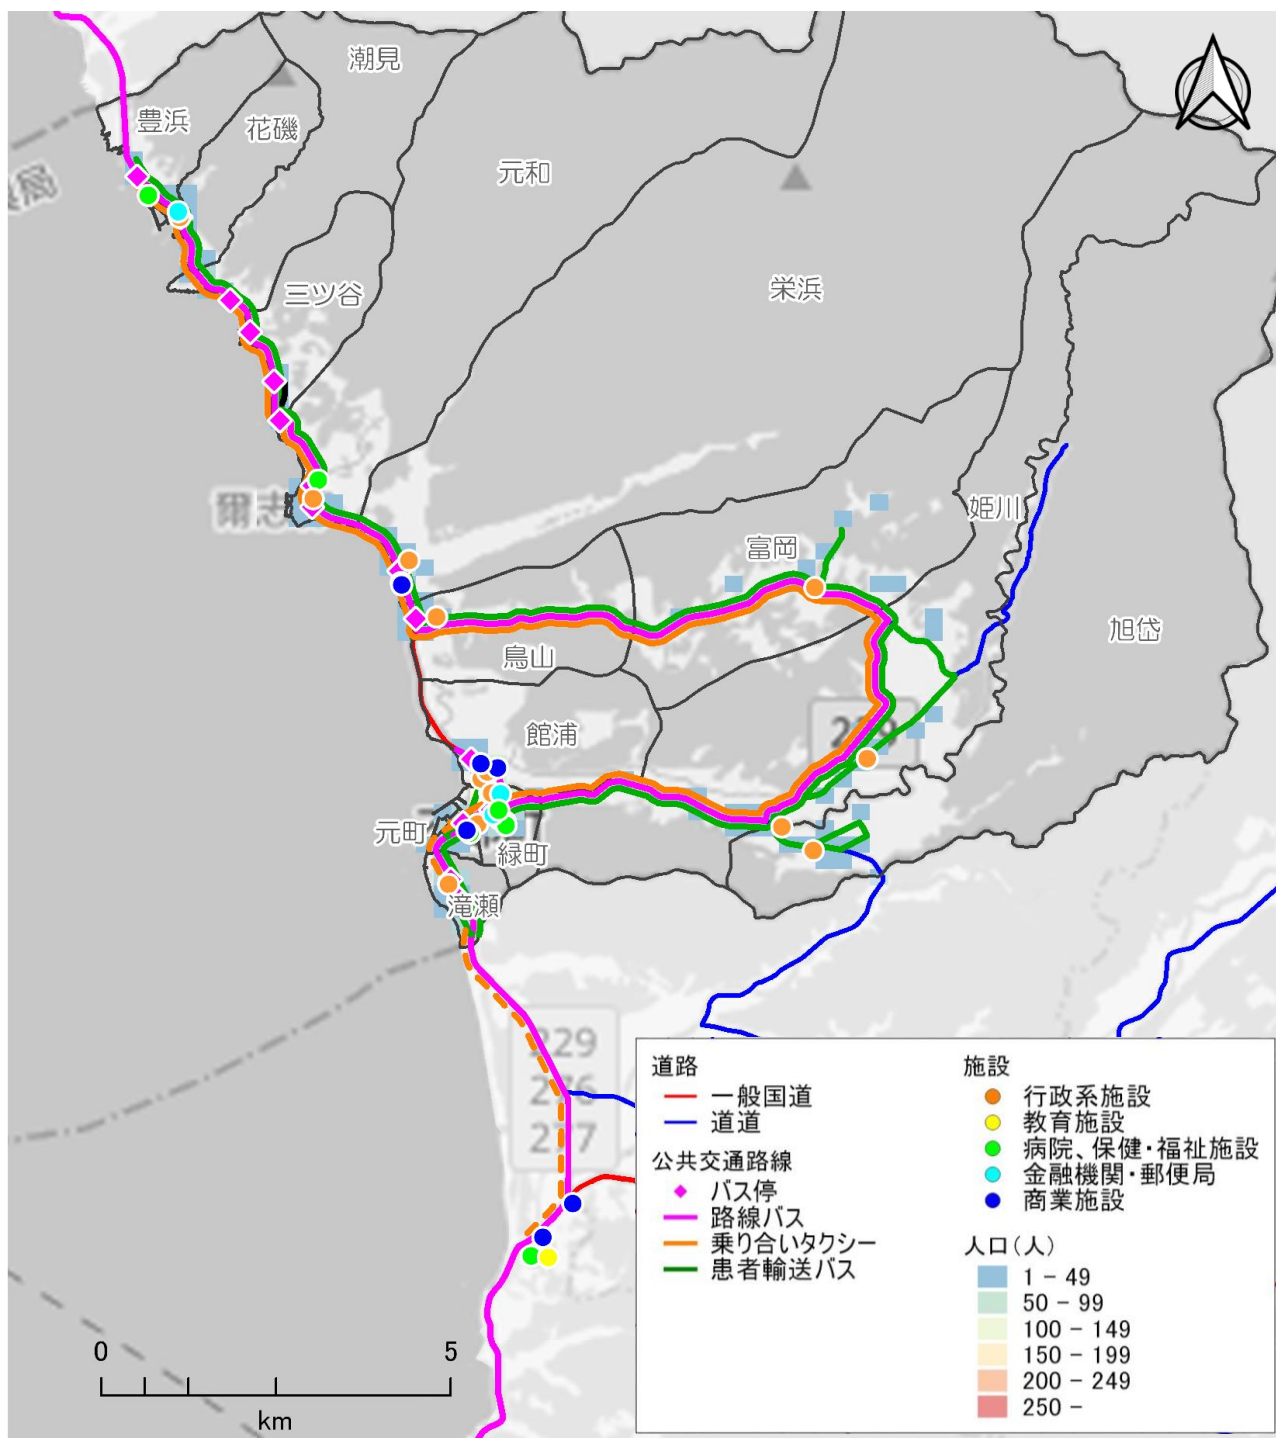 潮見
豊浜
花磯
元和
三ツ谷
栄浜
爾志
姫川
富岡
鳥山
旭岱
館浦
229
元町
緑町
滝瀬
229
276
277
道路
一般国道
道道
公共交通路線
バス停
路線バス
乗り合いタクシー
患者輸送バス
施設
行政系施設
教育施設
病院、保健・福祉施設
金融機関・郵便局
商業施設
人口(人)
1 - 49
50 - 99
100 - 149
150 - 199
200 - 249
250 -
0
5
km